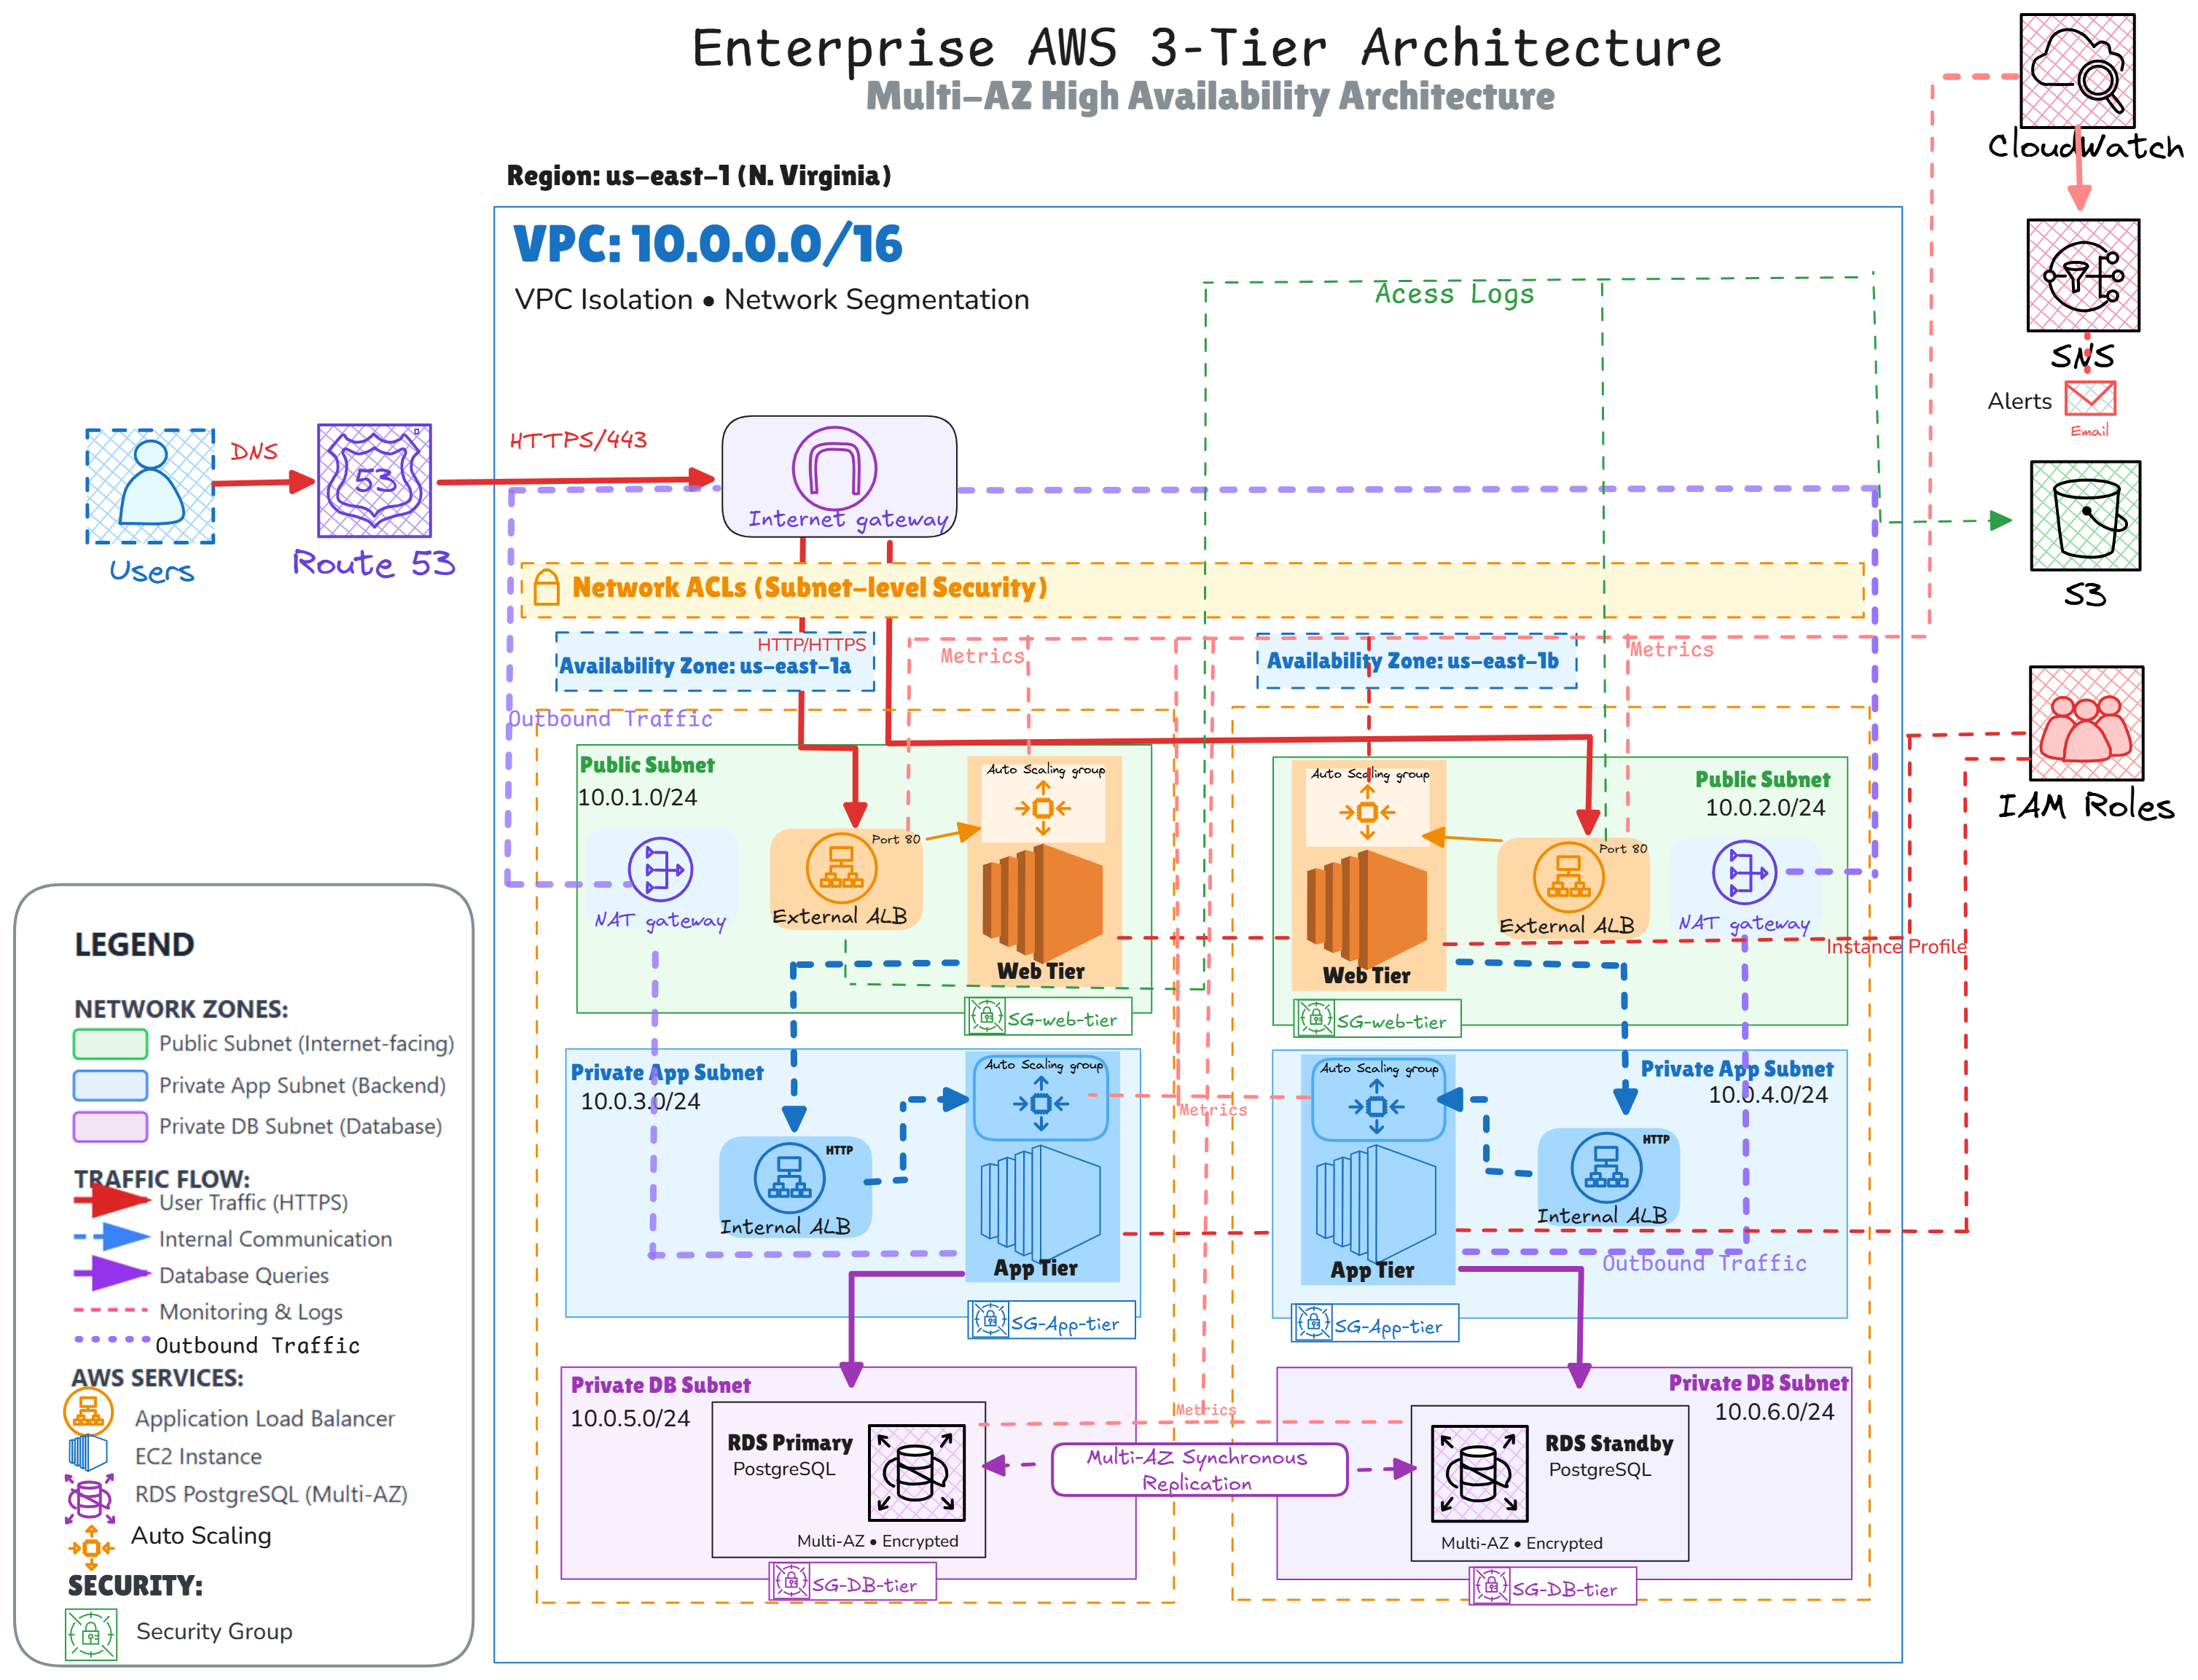 Enterprise AWS 3-Tier Architecture
Multi-AZ High Availability Architecture
CloudWatch
SNS
Alerts
Email
S3
IAM Roles
Region: us-east-1 (N. Virginia)
VPC: 10.0.0.0/16
VPC Isolation • Network Segmentation
Acess Logs
Users
DNS
53
Route 53
HTTPS/443
Internet gateway
Network ACLs (Subnet-level Security)
HTTP/HTTPS
Availability Zone: us-east-1a
Metrics
Availability Zone: us-east-1b
Metrics
Outbound Traffic
Public Subnet
10.0.1.0/24
NAT gateway
Port 80
External ALB
Auto Scaling group
Web Tier
SG-web-tier
Auto Scaling group
Web Tier
SG-web-tier
Public Subnet
10.0.2.0/24
Port 80
External ALB
NAT gateway
Instance Profile
Private App Subnet
10.0.3.0/24
HTTP
Internal ALB
Auto Scaling group
App Tier
SG-App-tier
Metrics
Auto Scaling group
App Tier
SG-App-tier
Private App Subnet
10.0.4.0/24
HTTP
Internal ALB
Outbound Traffic
Private DB Subnet
10.0.5.0/24
RDS Primary
PostgreSQL
Multi-AZ • Encrypted
SG-DB-tier
Metrics
Multi-AZ Synchronous
Replication
Private DB Subnet
10.0.6.0/24
RDS Standby
PostgreSQL
Multi-AZ • Encrypted
SG-DB-tier
LEGEND
NETWORK ZONES:
Public Subnet (Internet-facing)
Private App Subnet (Backend)
Private DB Subnet (Database)
TRAFFIC FLOW:
User Traffic (HTTPS)
Internal Communication
Database Queries
Monitoring & Logs
Outbound Traffic
AWS SERVICES:
Application Load Balancer
EC2 Instance
RDS PostgreSQL (Multi-AZ)
Auto Scaling
SECURITY:
Security Group